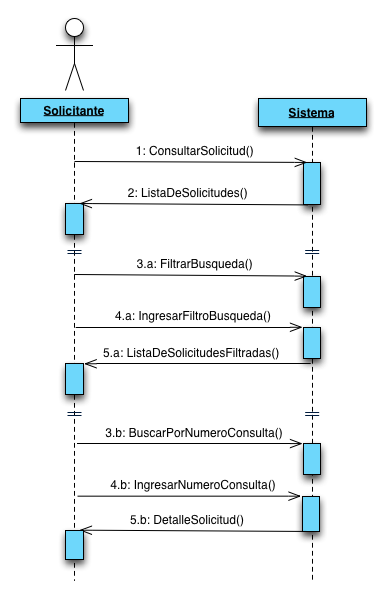 Solicitante
Sistema
1: ConsultarSolicitud()
2: ListaDeSolicitudes()
3.a: FiltrarBusqueda()
4.a: IngresarFiltroBusqueda()
5.a: ListaDeSolicitudesFiltradas()
3.b: BuscarPorNumeroConsulta()
4.b: IngresarNumeroConsulta()
5.b: DetalleSolicitud()